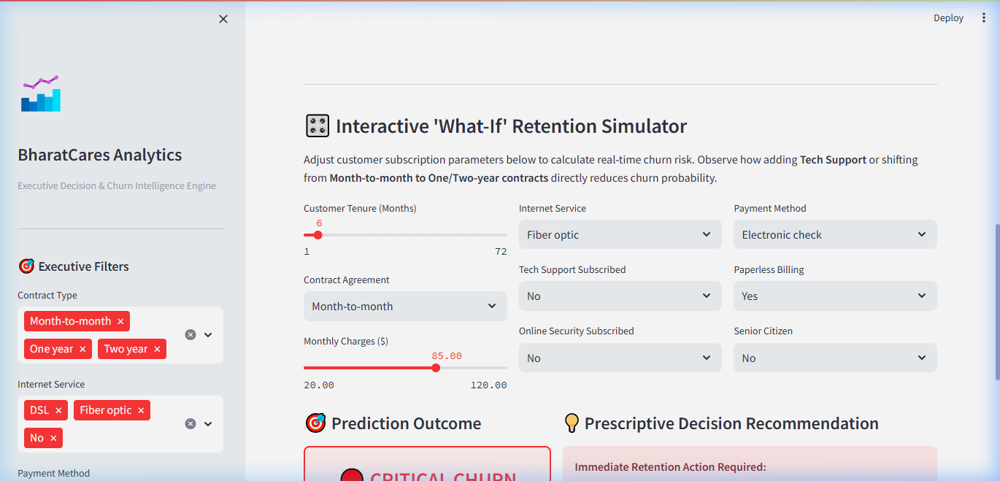 Deploy
BharatCares Analytics
Executive Decision & Churn Intelligence Engine
Executive Filters
Contract Type
Month-to-month
One year
Two year
Internet Service
DSL
Fiber optic
No
Payment Method
Interactive 'What-If' Retention Simulator
Adjust customer subscription parameters below to calculate real-time churn risk. Observe how adding Tech Support or shifting
from Month-to-month to One/Two-year contracts directly reduces churn probability.
Customer Tenure (Months)
6
1 72
Contract Agreement
Month-to-month
Monthly Charges ($)
85.00
20.00 120.00
Internet Service
Fiber optic
Tech Support Subscribed
No
Online Security Subscribed
No
Payment Method
Electronic check
Paperless Billing
Yes
Senior Citizen
No
Prediction Outcome
CRITICAL CHURN
Prescriptive Decision Recommendation
Immediate Retention Action Required: